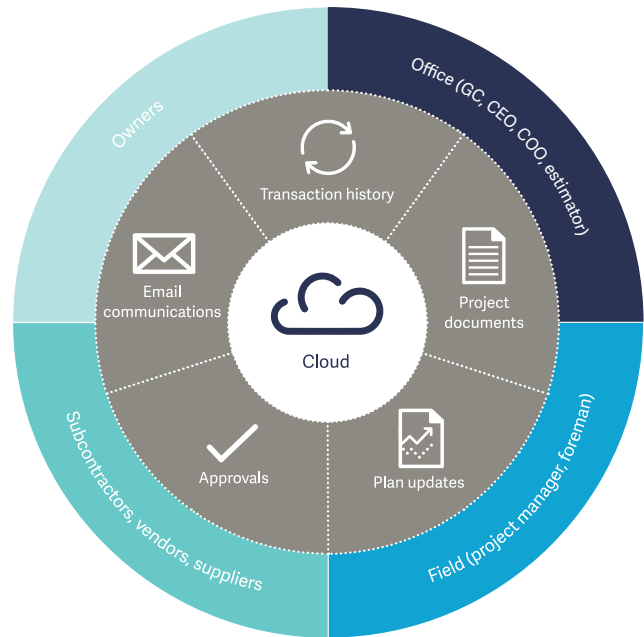 Owners
Office (GC, CEO, COO, estimator)
Transaction history
Email
communications
Project
documents
Cloud
Approvals
Plan updates
Subcontractors, vendors, suppliers
Field (project manager, foreman)